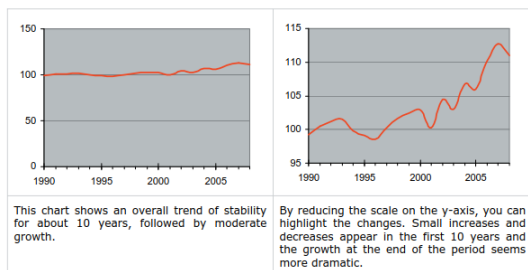 150
100
50
0
1990 1995 2000 2005
115
110
105
100
95
1990 1995 2000 2005
This chart shows an overall trend of stability
for about 10 years, followed by moderate
growth.
By reducing the scale on the y-axis, you can
highlight the changes. Small increases and
decreases appear in the first 10 years and
the growth at the end of the period seems
more dramatic.